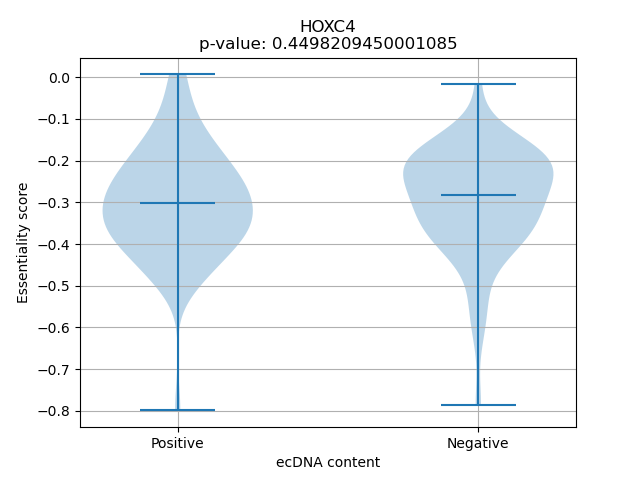 HOXC4
p-value: 0.4498209450001085
0.0
−0.1
−0.2
−0.3
−0.4
−0.5
−0.6
−0.7
−0.8
Essentiality score
Positive
Negative
ecDNA content